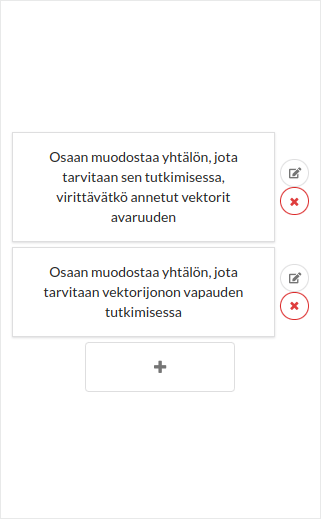 Osaan muodostaa yhtälön, jota
tarvitaan sen tutkimisessa,
virittävätkö annetut vektorit
avaruuden
Osaan muodostaa yhtälön, jota
tarvitaan vektorijonon vapauden
tutkimisessa